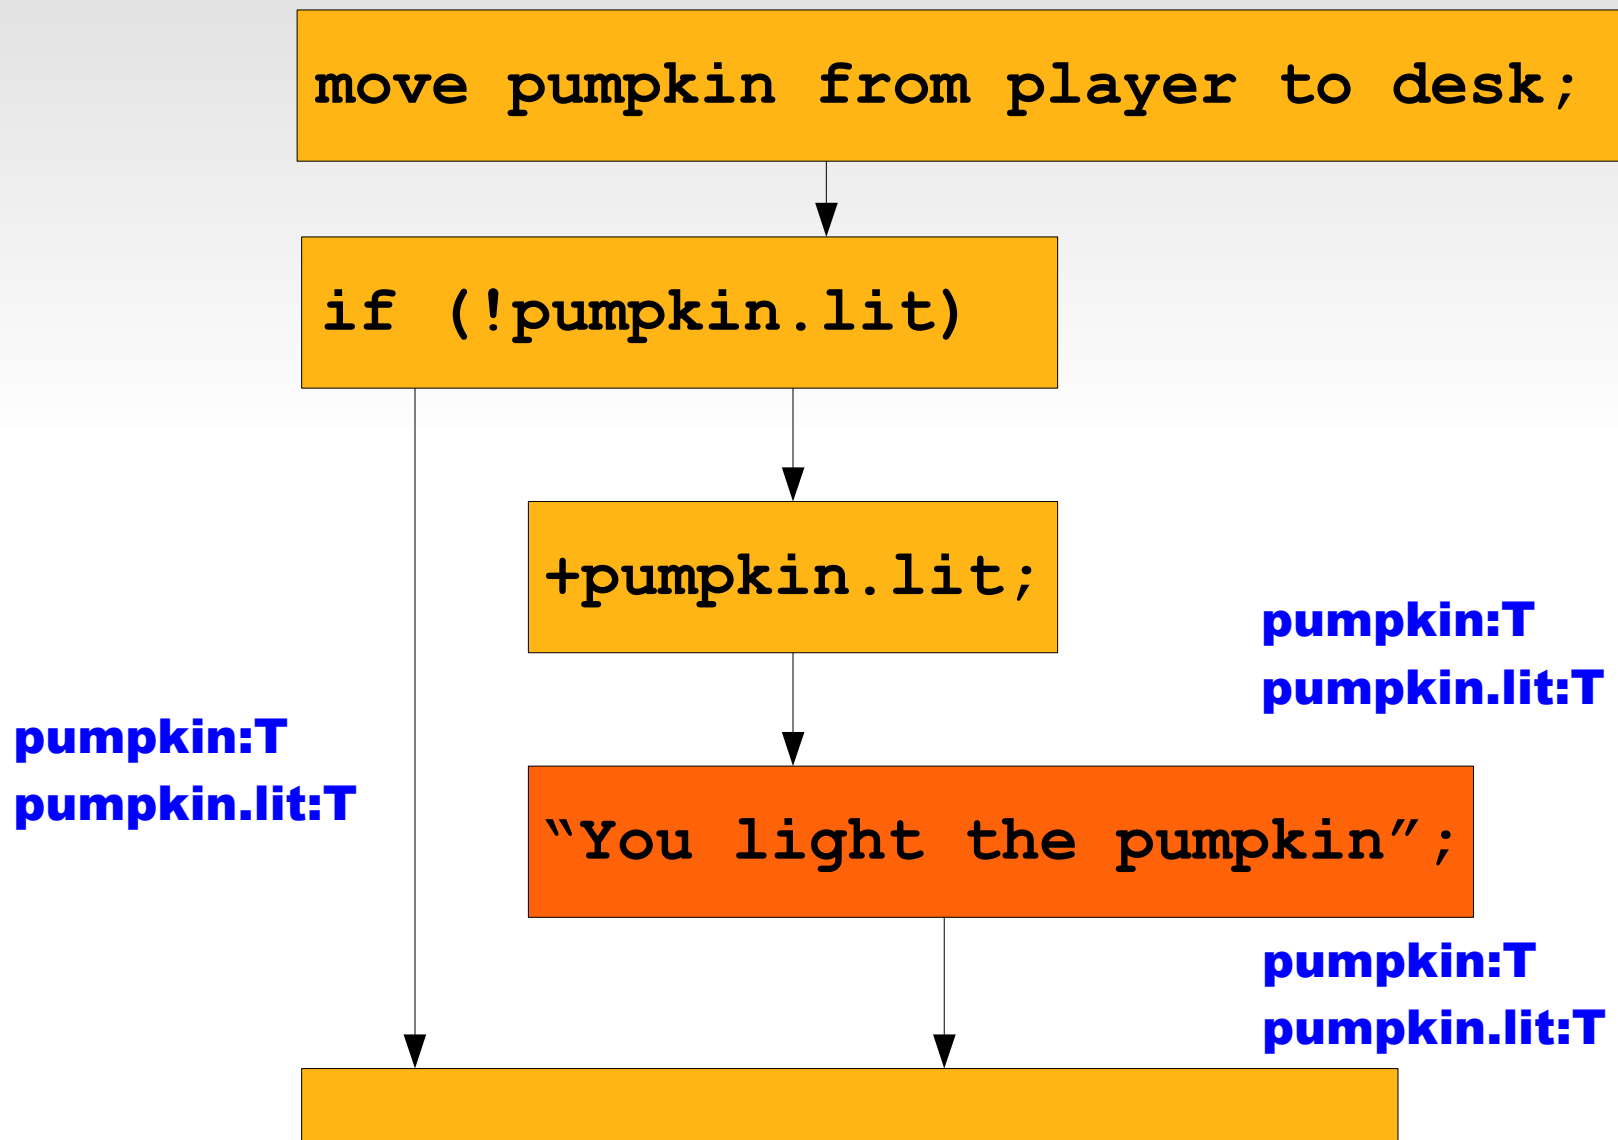 move pumpkin from player to desk;
if (!pumpkin.lit)
+pumpkin.lit;
pumpkin:T
pumpkin.lit:T
pumpkin:T
pumpkin.lit:T
“You light the pumpkin”;
pumpkin:T
pumpkin.lit:T